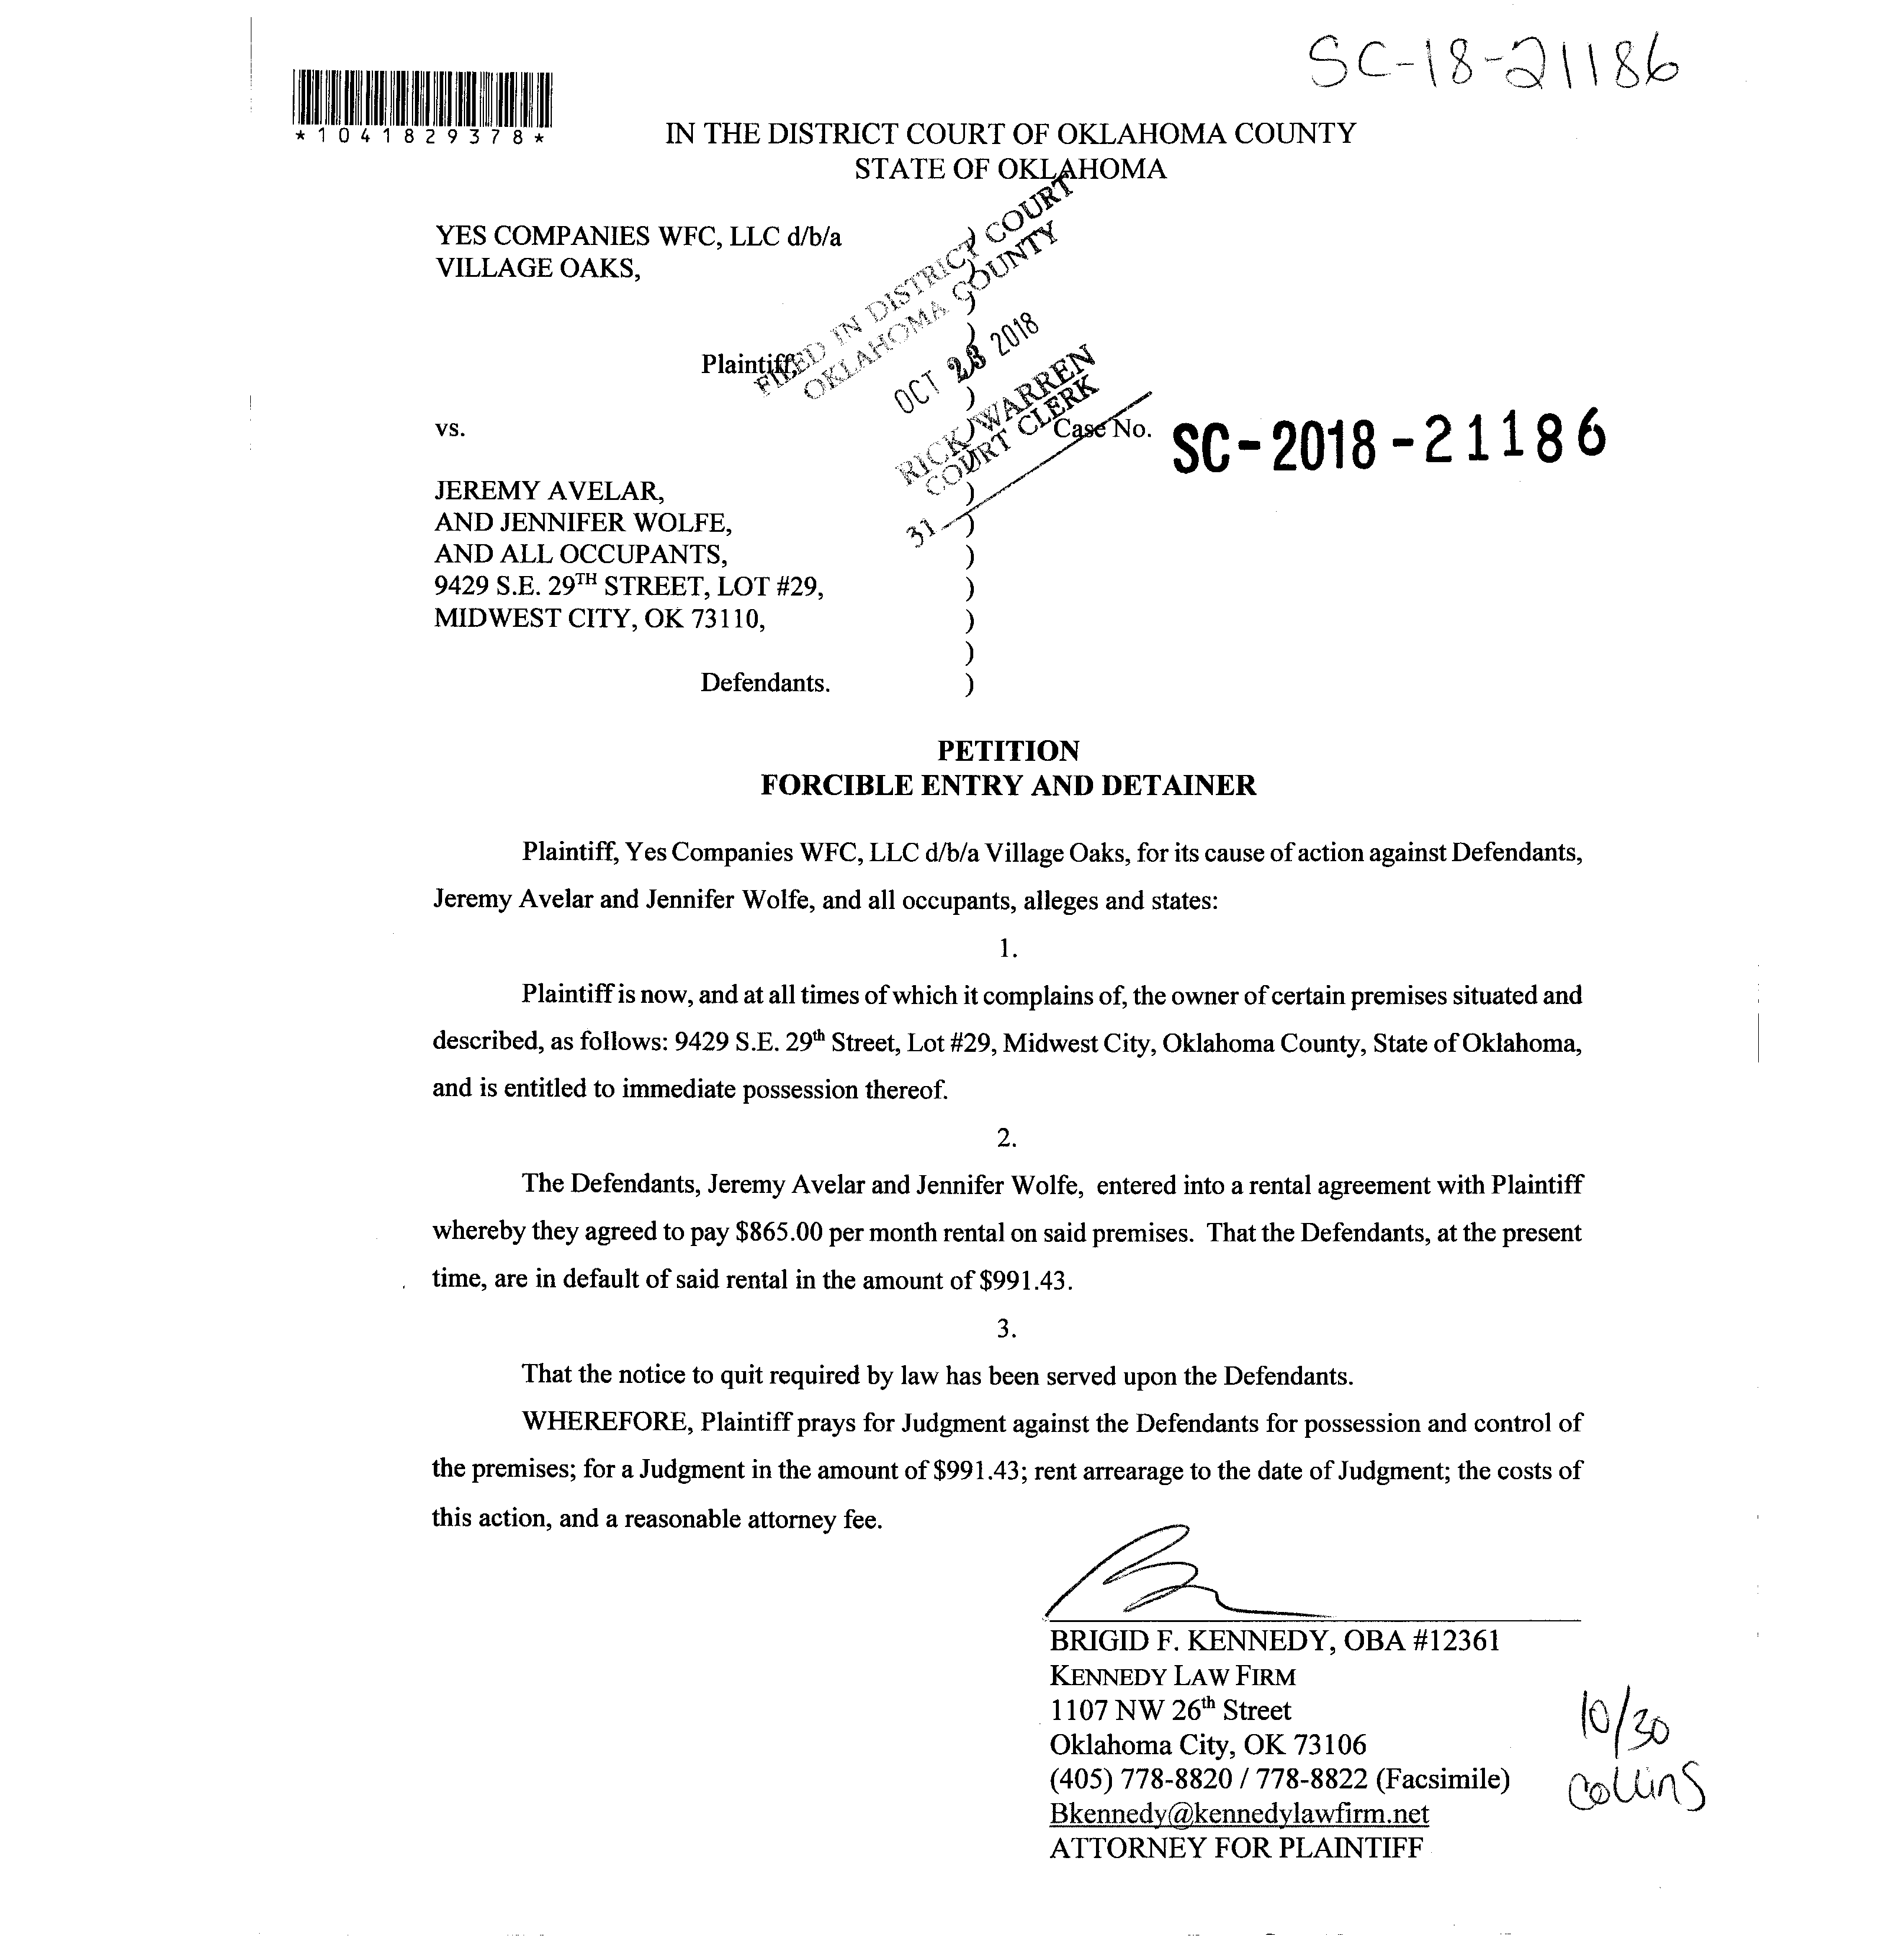 SC-18-21186
*1041829378*
IN THE DISTRICT COURT OF OKLAHOMA COUNTY
STATE OF OKLAHOMA
YES COMPANIES WFC, LLC d/b/a
VILLAGE OAKS,
FILED IN DISTRICT COURT
OKLAHOMA COUNTY
OCT 23 2018
RICK WARREN
COURT CLERK
31
Plaintiff,
vs.
Case No. SC-2018-21186
JEREMY AVELAR,
AND JENNIFER WOLFE,
AND ALL OCCUPANTS,
9429 S.E. 29TH STREET, LOT #29,
MIDWEST CITY, OK 73110,
Defendants.
)
)
)
)
)
)
)
)
)
)
)
)
PETITION
FORCIBLE ENTRY AND DETAINER
Plaintiff, Yes Companies WFC, LLC d/b/a Village Oaks, for its cause of action against Defendants,
Jeremy Avelar and Jennifer Wolfe, and all occupants, alleges and states:
1.
Plaintiff is now, and at all times of which it complains of, the owner of certain premises situated and
described, as follows: 9429 S.E. 29th Street, Lot #29, Midwest City, Oklahoma County, State of Oklahoma,
and is entitled to immediate possession thereof.
2.
The Defendants, Jeremy Avelar and Jennifer Wolfe, entered into a rental agreement with Plaintiff
whereby they agreed to pay $865.00 per month rental on said premises. That the Defendants, at the present
time, are in default of said rental in the amount of $991.43.
3.
That the notice to quit required by law has been served upon the Defendants.
WHEREFORE, Plaintiff prays for Judgment against the Defendants for possession and control of
the premises; for a Judgment in the amount of $991.43; rent arrearage to the date of Judgment; the costs of
this action, and a reasonable attorney fee.
BRIGID F. KENNEDY, OBA #12361
KENNEDY LAW FIRM
1107 NW 26th Street
Oklahoma City, OK 73106
(405) 778-8820 / 778-8822 (Facsimile)
Bkennedy@kennedylawfirm.net
ATTORNEY FOR PLAINTIFF
10/30
Collins